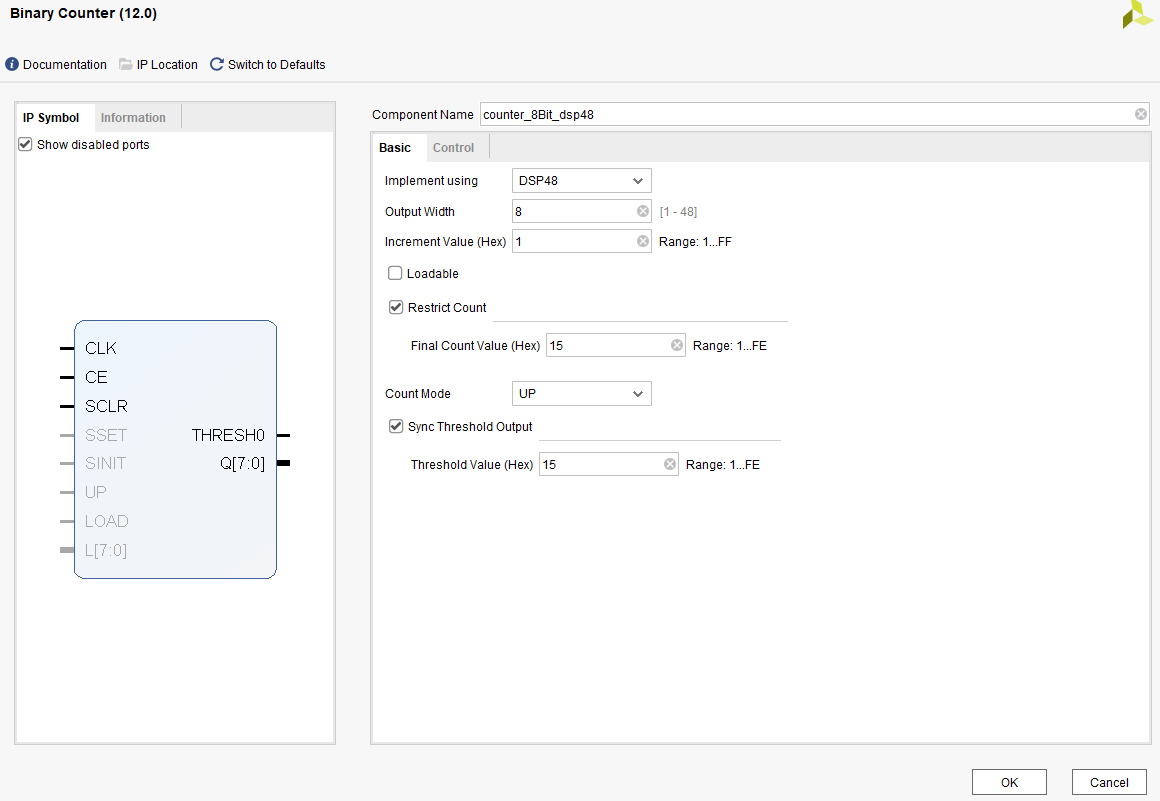 Binary Counter (12.0)
Documentation IP Location Switch to Defaults
IP Symbol Information
Show disabled ports
CLK
CE
SCLR
SSET
SINIT
UP
LOAD
L[7:0]
THRESH0
Q[7:0]
Component Name counter_8Bit_dsp48
Basic Control
Implement using DSP48
Output Width 8 [1 - 48]
Increment Value (Hex) 1 Range: 1...FF
Loadable
Restrict Count
Final Count Value (Hex) 15 Range: 1...FE
Count Mode UP
Sync Threshold Output
Threshold Value (Hex) 15 Range: 1...FE
OK Cancel